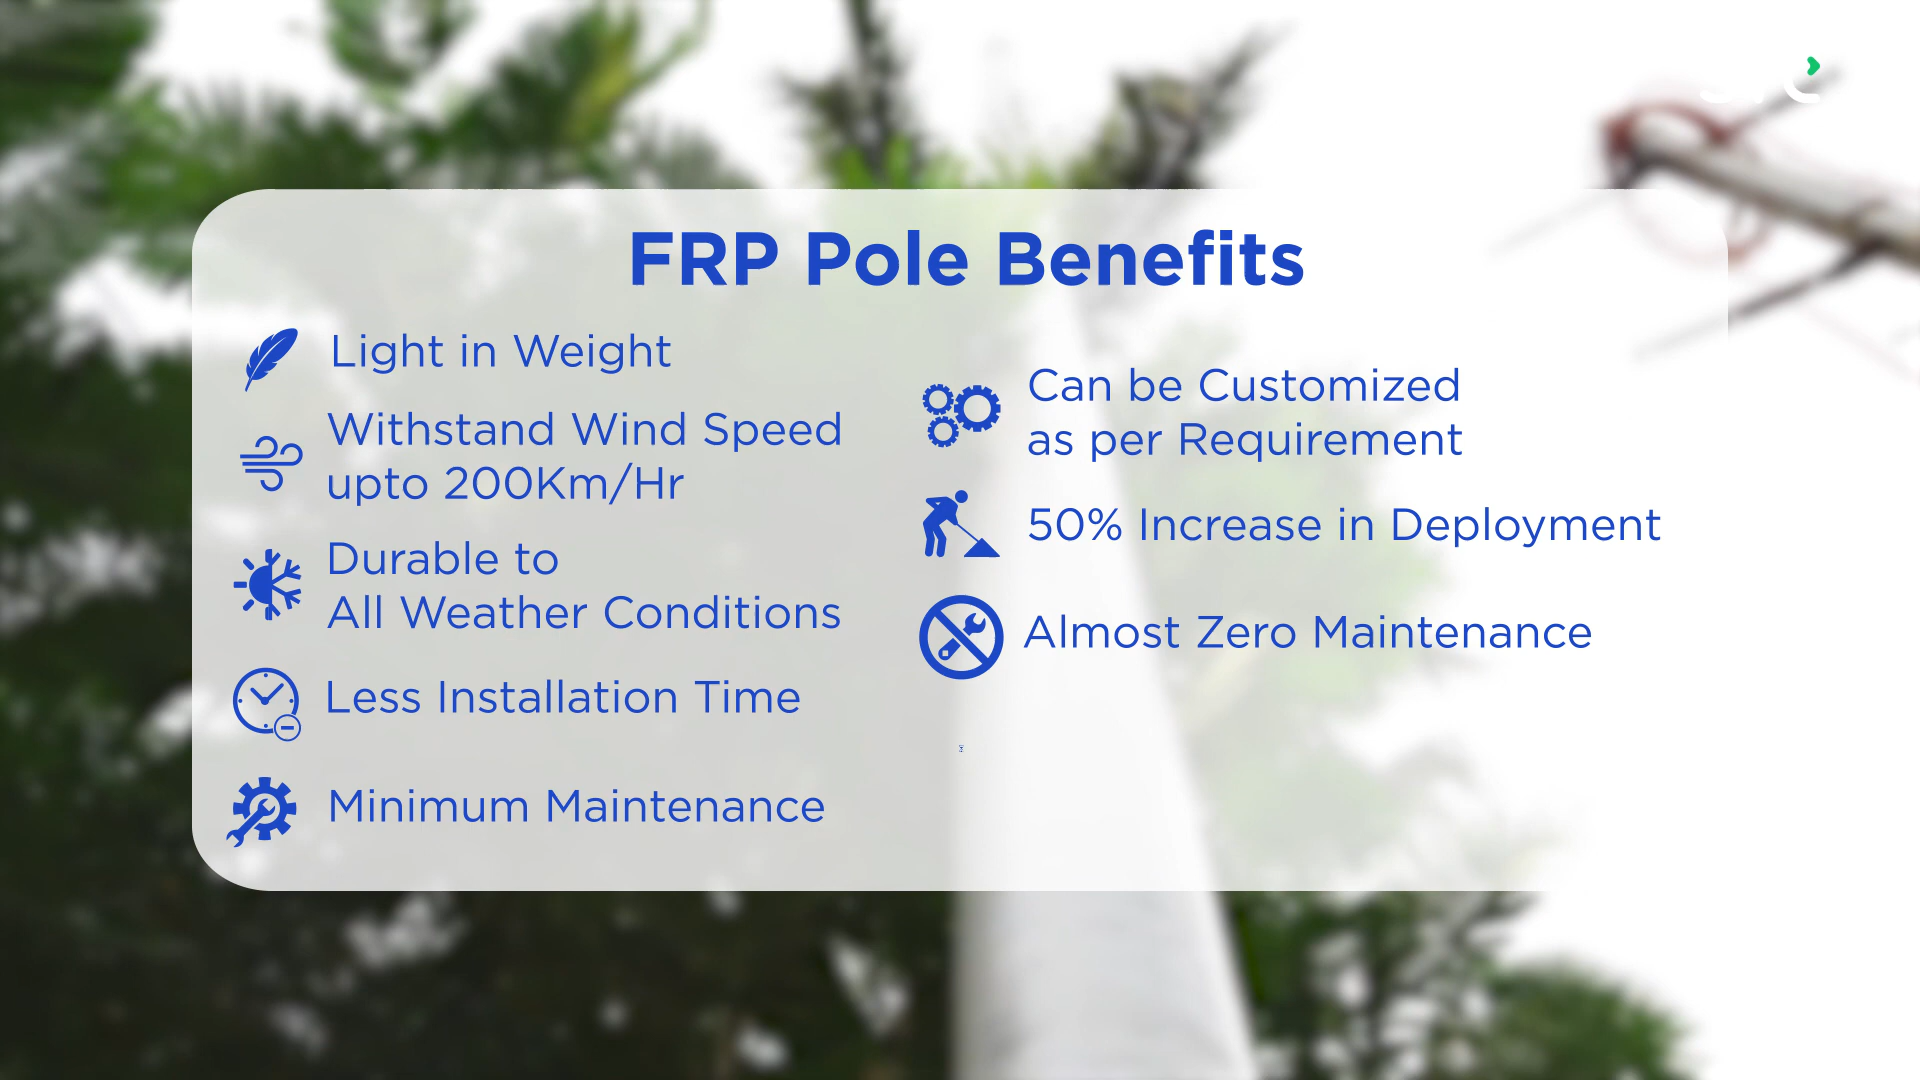 FRP Pole Benefits
Light in Weight
Withstand Wind Speed
upto 200Km/Hr
Durable to
All Weather Conditions
Less Installation Time
Minimum Maintenance
Can be Customized
as per Requirement
50% Increase in Deployment
Almost Zero Maintenance